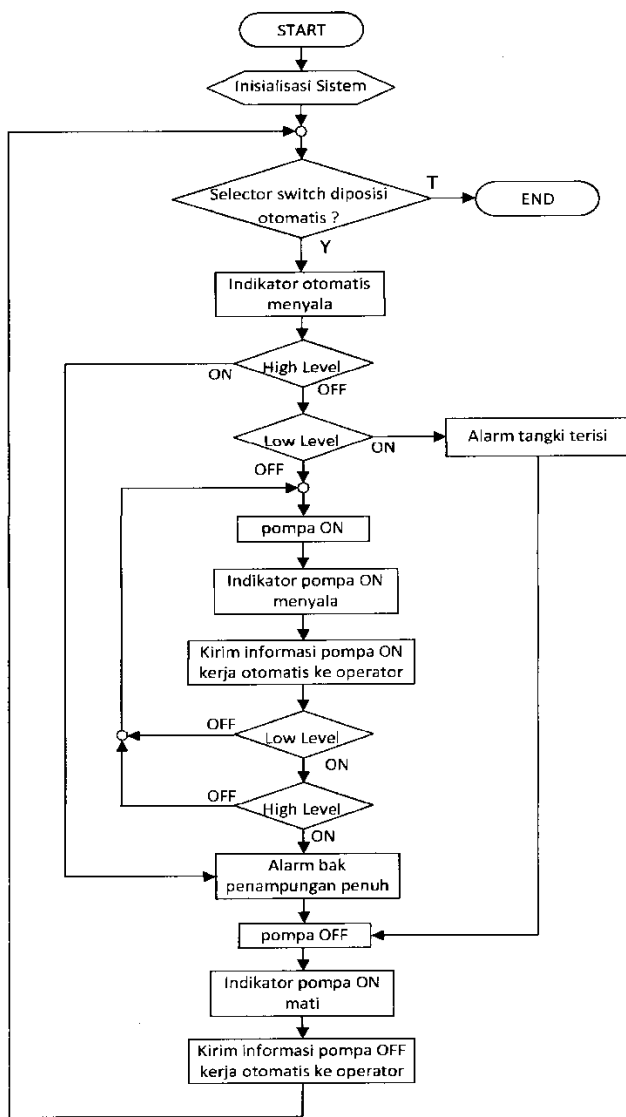 START
Inisialisasi Sistem
Selector switch diposisi
otomatis ?
T
END
Y
Indikator otomatis
menyala
High Level
ON
OFF
Low Level
ON
OFF
Alarm tangki terisi
pompa ON
Indikator pompa ON
menyala
Kirim informasi pompa ON
kerja otomatis ke operator
OFF
Low Level
ON
OFF
High Level
ON
Alarm bak
penampungan penuh
pompa OFF
Indikator pompa ON
mati
Kirim informasi pompa OFF
kerja otomatis ke operator